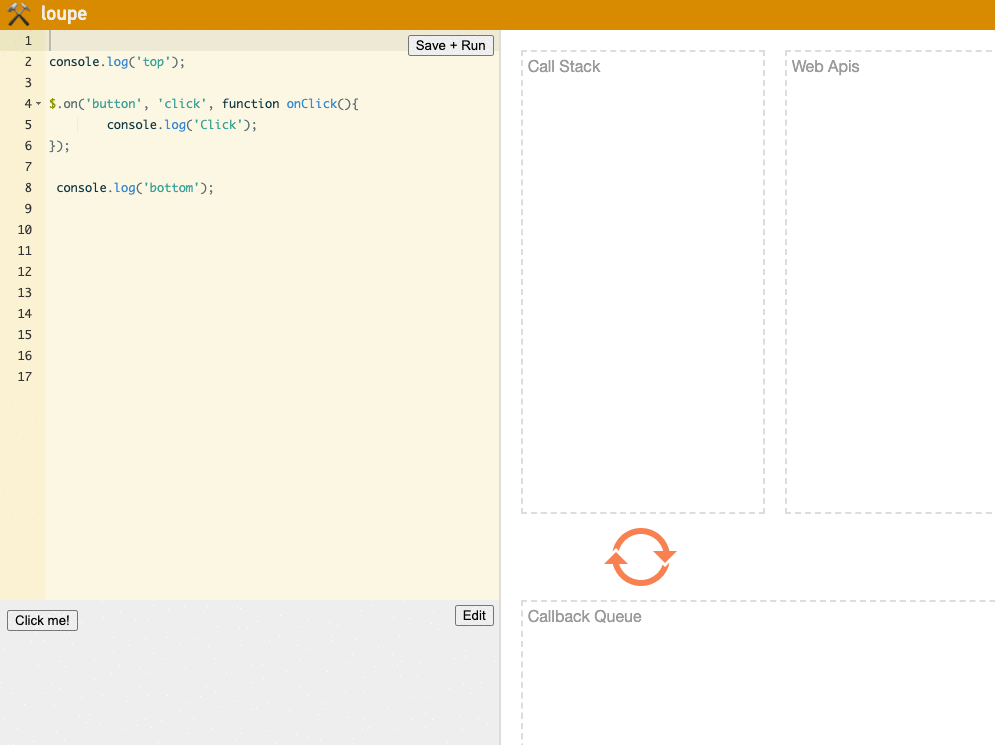 loupe
Save + Run
1
2 console.log('top');
3
4 $.on('button', 'click', function onClick(){
5 console.log('Click');
6 });
7
8 console.log('bottom');
9
10
11
12
13
14
15
16
17
Click me!
Edit
Call Stack
Web Apis
Callback Queue